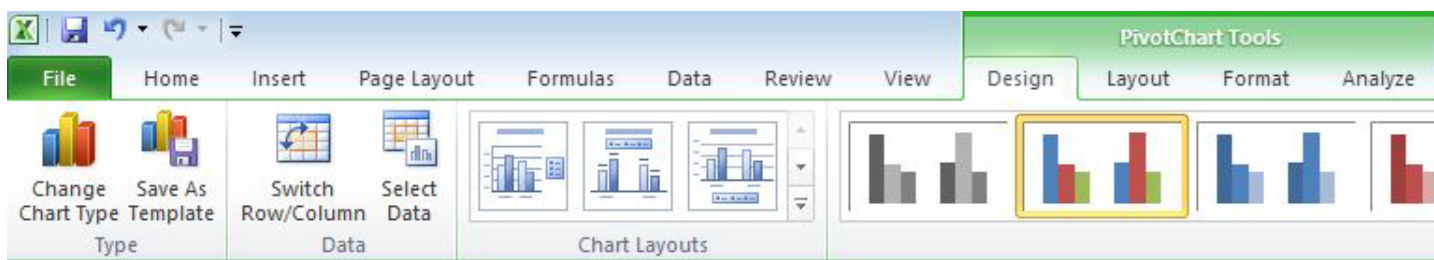 PivotChart Tools
File Home Insert Page Layout Formulas Data Review View Design Layout Format Analyze
Change Chart Type
Save As Template
Switch Row/Column
Select Data
Type Data Chart Layouts